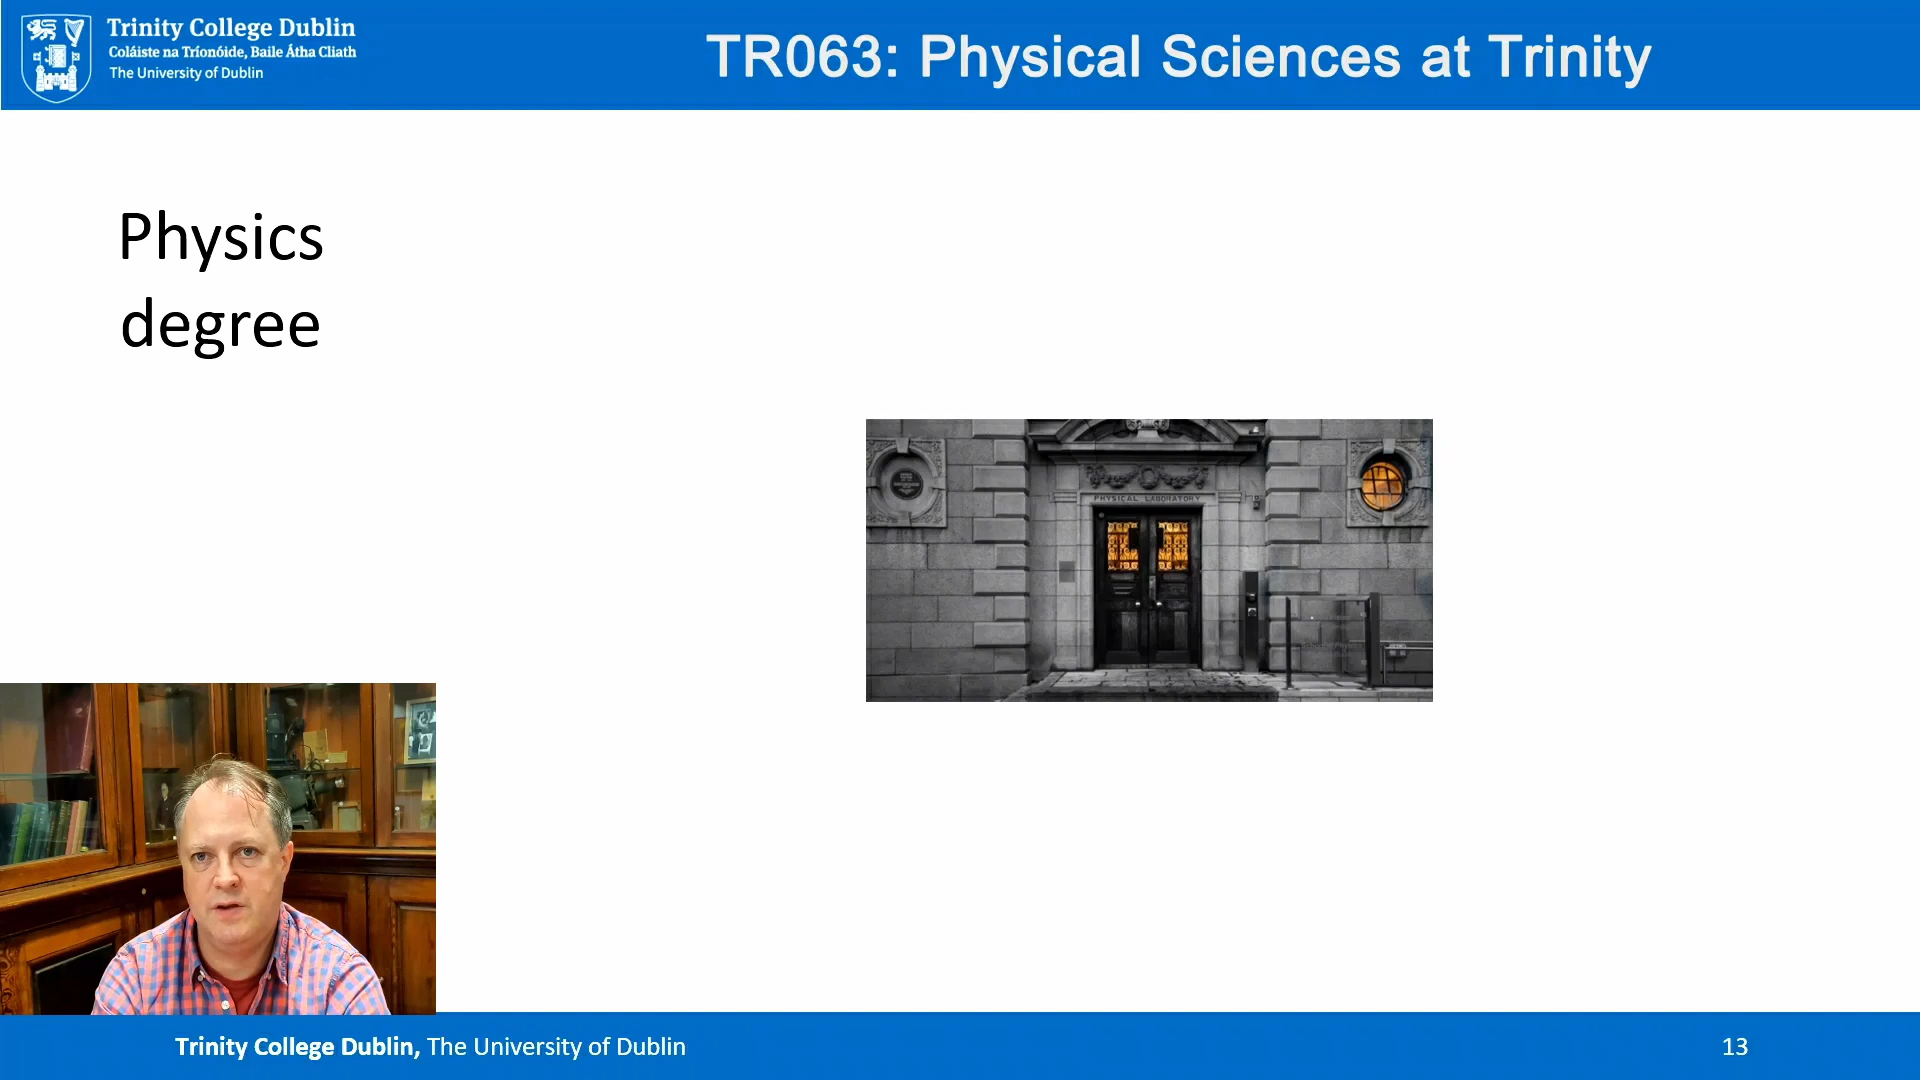 Trinity College Dublin
Coláiste na Tríonóide, Baile Átha Cliath
The University of Dublin
TR063: Physical Sciences at Trinity
Physics
degree
PHYSICAL LABORATORY
Trinity College Dublin, The University of Dublin
13